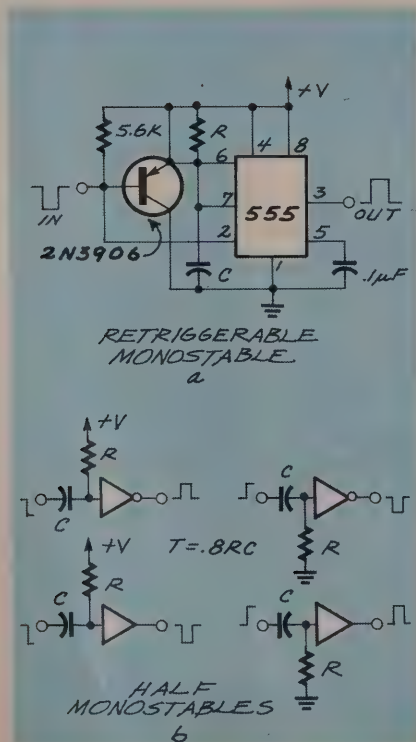 +V
5.6K
R
4
8
6
7
555
3
IN
OUT
2
5
2N3906
C
1
.1µF
RETRIGGERABLE
MONOSTABLE
a
+V
R
C
C
R
+V
T=.8RC
R
C
C
R
HALF
MONOSTABLES
b